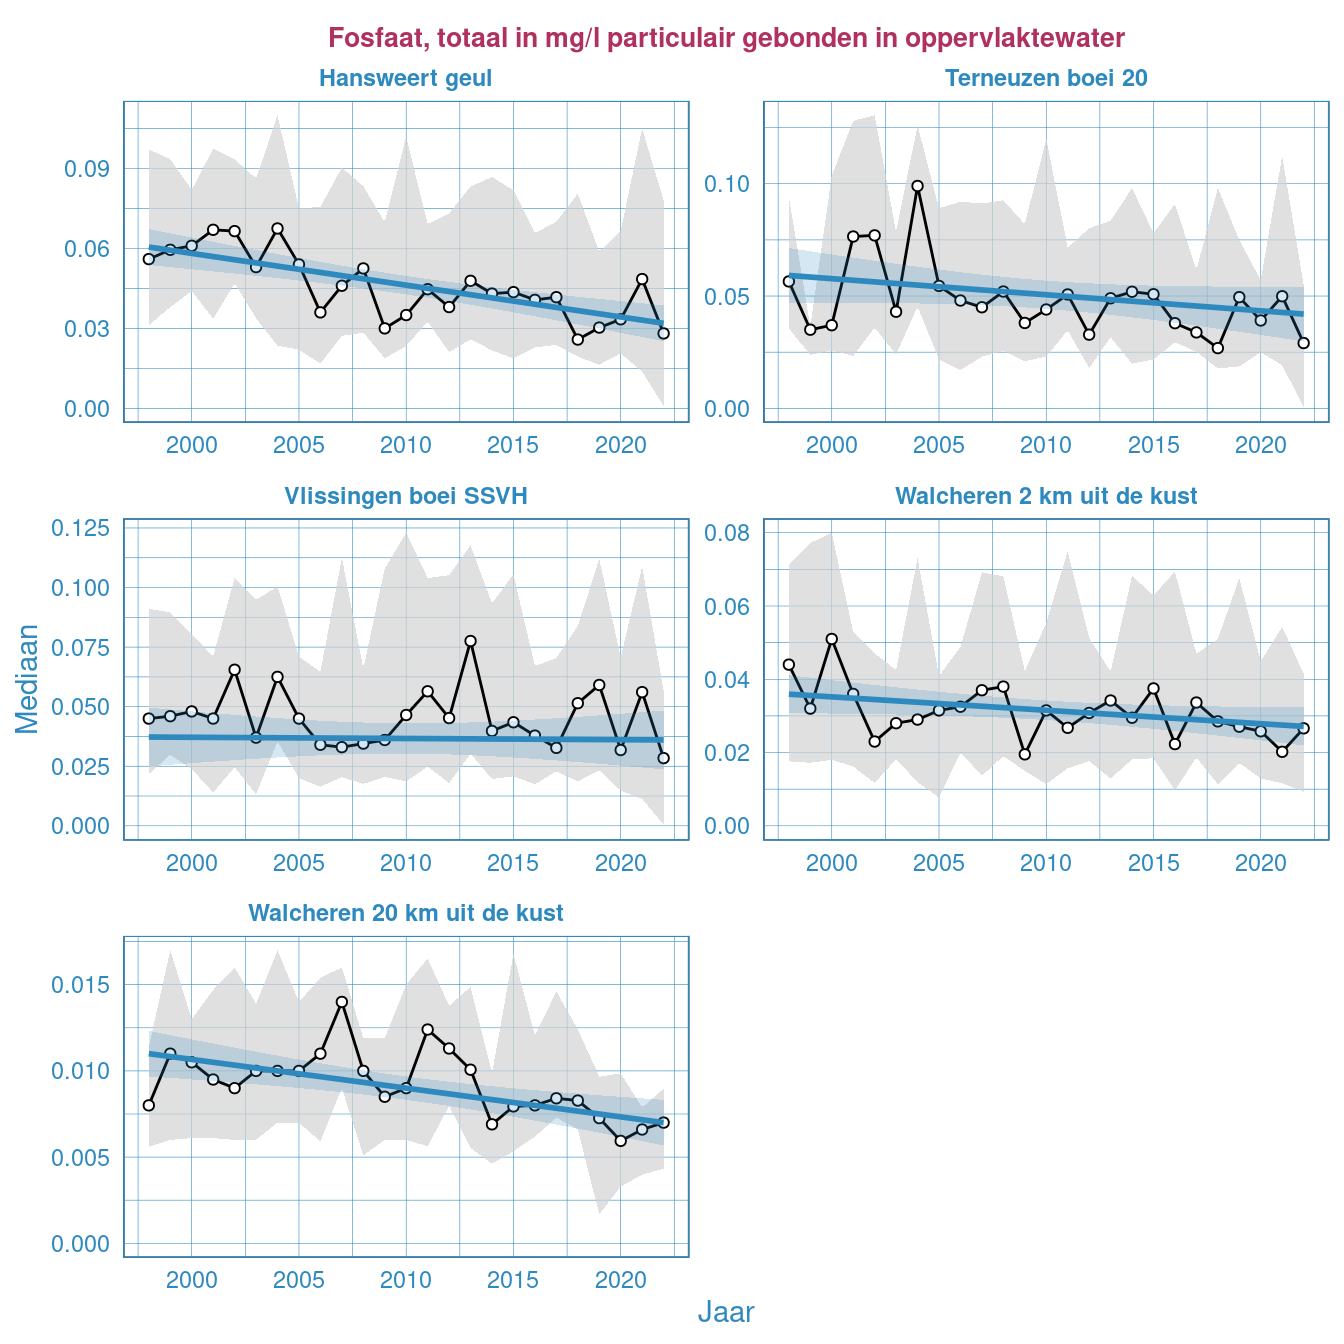 Fosfaat, totaal in mg/l particulair gebonden in oppervlaktewater
Hansweert geul
Terneuzen boei 20
0.09
0.06
0.03
0.00
0.10
0.05
0.00
2000 2005 2010 2015 2020
2000 2005 2010 2015 2020
Vlissingen boei SSVH
Walcheren 2 km uit de kust
0.125
0.100
0.075
0.050
0.025
0.000
0.08
0.06
0.04
0.02
0.00
2000 2005 2010 2015 2020
2000 2005 2010 2015 2020
Mediaan
Walcheren 20 km uit de kust
0.015
0.010
0.005
0.000
2000 2005 2010 2015 2020
Jaar